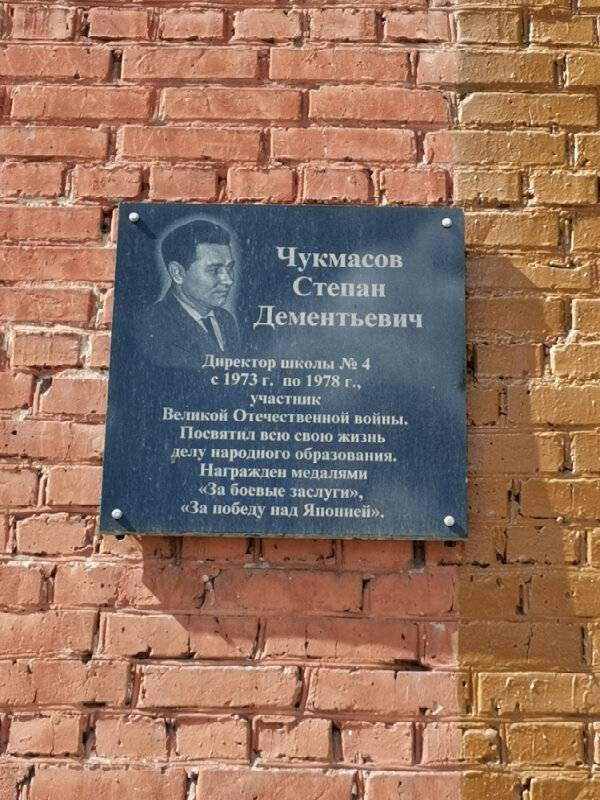 Чукмасов
Степан
Дементьевич
Директор школы № 4
с 1973 г. по 1978 г.,
участник
Великой Отечественной войны.
Посвятил всю свою жизнь
делу народного образования.
Награжден медалями
«За боевые заслуги»,
«За победу над Японией».